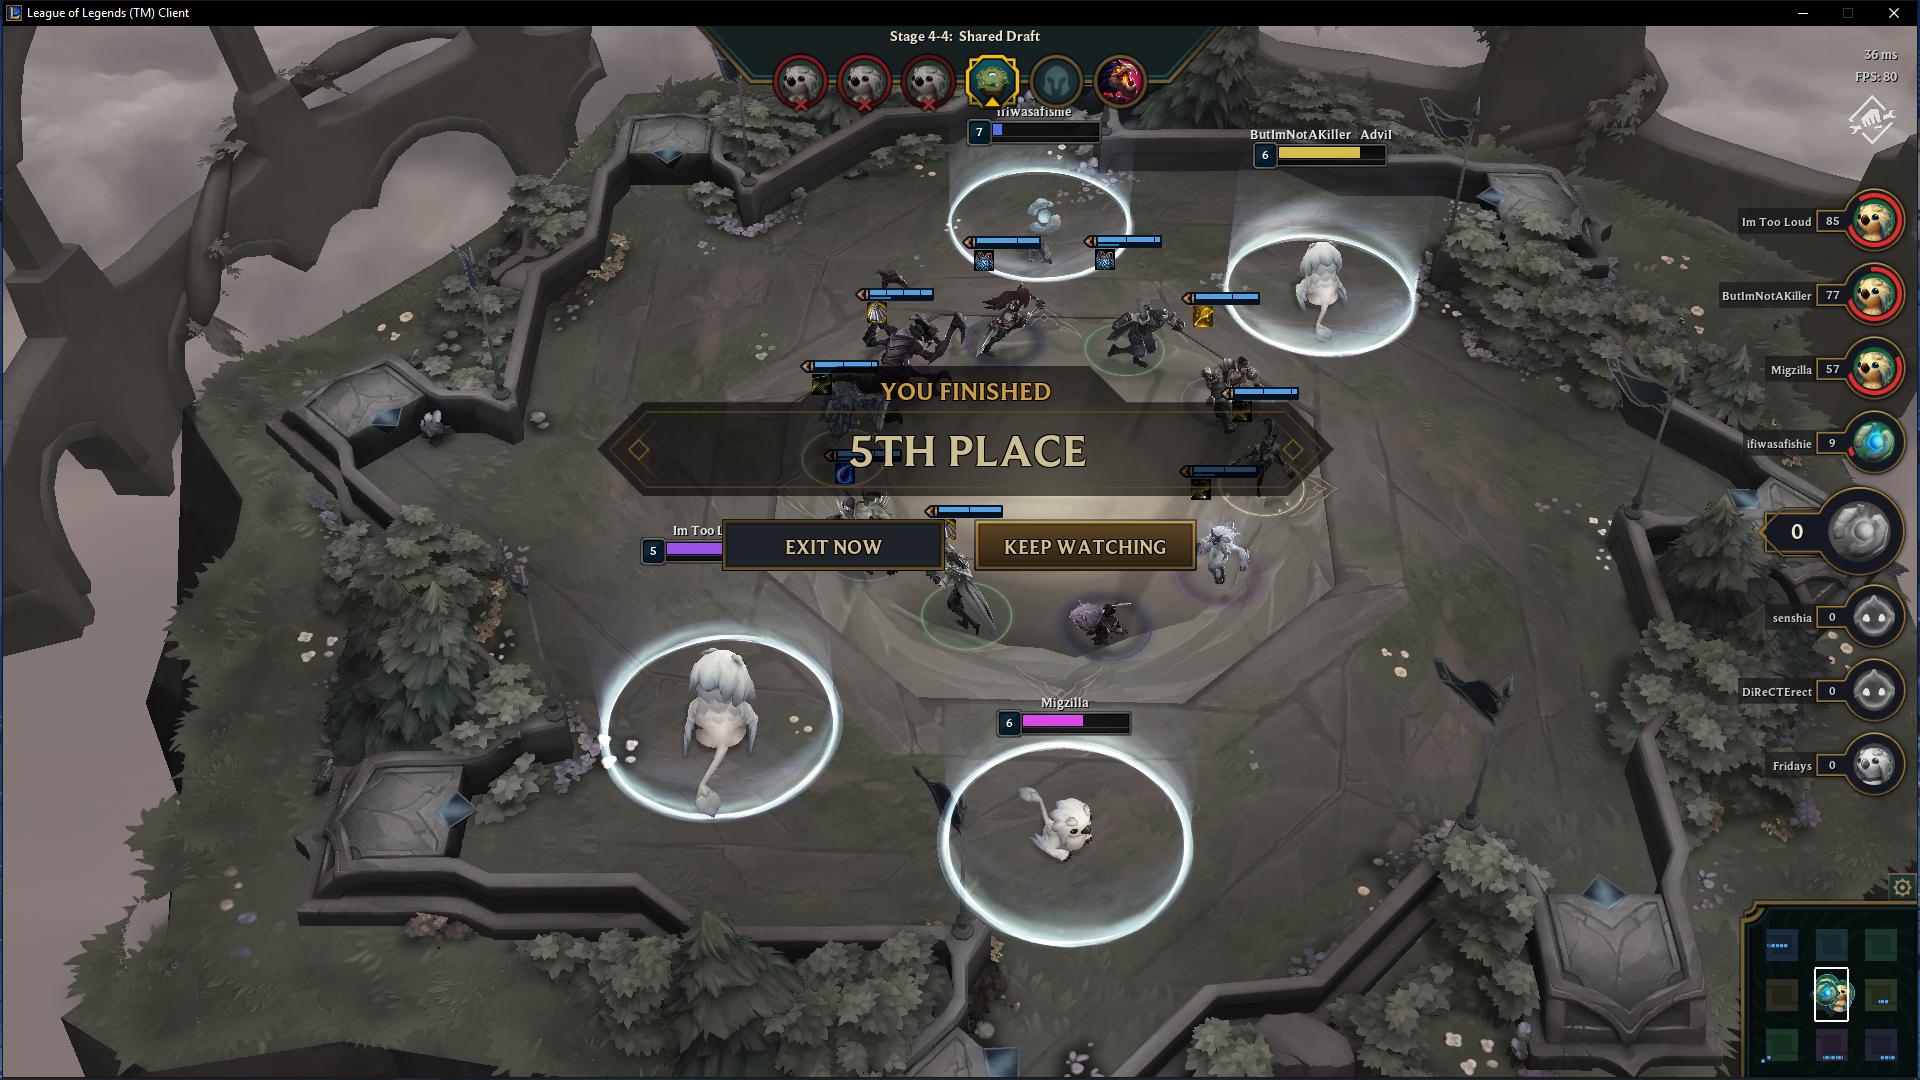 League of Legends (TM) Client
Stage 4-4: Shared Draft
36 ms
FPS: 80
ifiwasafishie
7
ButImNotAKiller Advil
6
Im Too Loud 85
ButImNotAKiller 77
Migzilla 57
ifiwasafishie 9
YOU FINISHED
5TH PLACE
Im Too L
5
EXIT NOW
KEEP WATCHING
0
senshia 0
DiReCTErect 0
Migzilla
6
Fridays 0